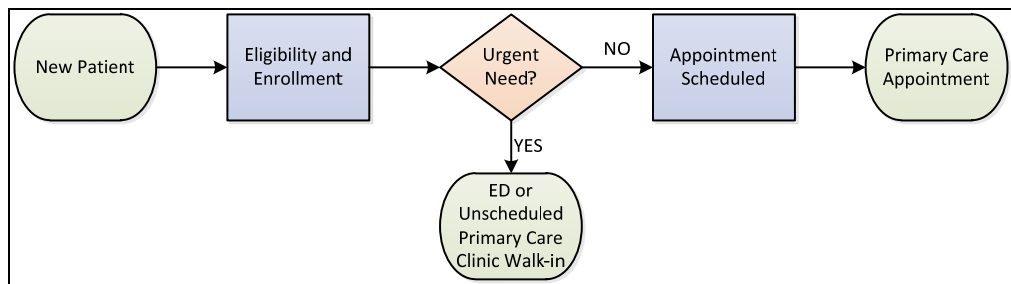 New Patient
Eligibility and
Enrollment
Urgent
Need?
NO
Appointment
Scheduled
Primary Care
Appointment
YES
ED or
Unscheduled
Primary Care
Clinic Walk-in